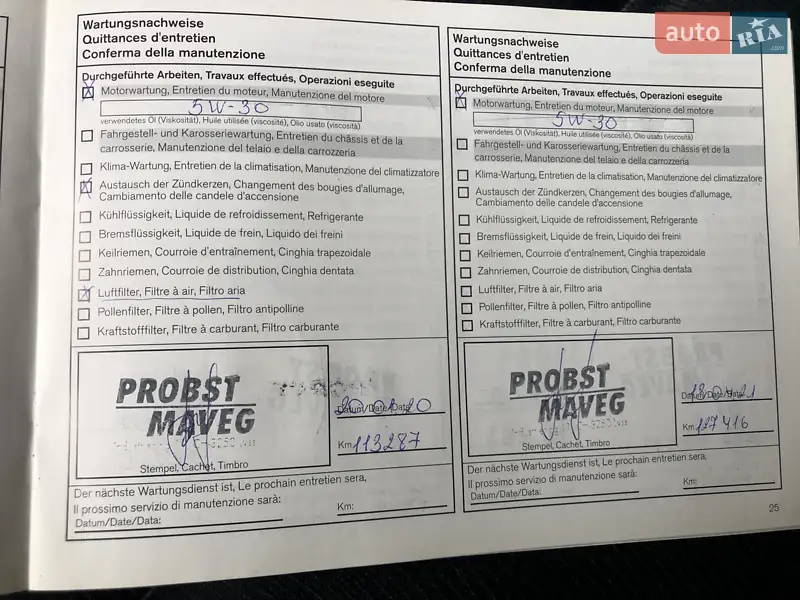 Wartungsnachweise
Quittances d'entretien
Conferma della manutenzione
Durchgeführte Arbeiten, Travaux effectués, Operazioni eseguite
Motorwartung, Entretien du moteur, Manutenzione del motore
5W-30
verwendetes Öl (Viskosität), Huile utilisée (viscosité), Olio usato (viscosità)
Fahrgestell- und Karosseriewartung, Entretien du châssis et de la
carrosserie, Manutenzione del telaio e della carrozzeria
Klima-Wartung, Entretien de la climatisation, Manutenzione del climatizzatore
Austausch der Zündkerzen, Changement des bougies d'allumage,
Cambiamento delle candele d'accensione
Kühlflüssigkeit, Liquide de refroidissement, Refrigerante
Bremsflüssigkeit, Liquide de frein, Liquido dei freini
Keilriemen, Courroie d'entraînement, Cinghia trapezoidale
Zahnriemen, Courroie de distribution, Cinghia dentata
Luftfilter, Filtre à air, Filtro aria
Pollenfilter, Filtre à pollen, Filtro antipolline
Kraftstofffilter, Filtre à carburant, Filtro carburante
PROBST
MAVEG
Stempel, Cachet, Timbro
20 01 20
Datum/Date/Data:
Km: 113287
Der nächste Wartungsdienst ist, Le prochain entretien sera,
Il prossimo servizio di manutenzione sarà:
Datum/Date/Data:
Km:
Wartungsnachweise
Quittances d'entretien
Conferma della manutenzione
Durchgeführte Arbeiten, Travaux effectués, Operazioni eseguite
Motorwartung, Entretien du moteur, Manutenzione del motore
5W-30
verwendetes Öl (Viskosität), Huile utilisée (viscosité), Olio usato (viscosità)
Fahrgestell- und Karosseriewartung, Entretien du châssis et de la
carrosserie, Manutenzione del telaio e della carrozzeria
Klima-Wartung, Entretien de la climatisation, Manutenzione del climatizzatore
Austausch der Zündkerzen, Changement des bougies d'allumage,
Cambiamento delle candele d'accensione
Kühlflüssigkeit, Liquide de refroidissement, Refrigerante
Bremsflüssigkeit, Liquide de frein, Liquido dei freini
Keilriemen, Courroie d'entraînement, Cinghia trapezoidale
Zahnriemen, Courroie de distribution, Cinghia dentata
Luftfilter, Filtre à air, Filtro aria
Pollenfilter, Filtre à pollen, Filtro antipolline
Kraftstofffilter, Filtre à carburant, Filtro carburante
PROBST
MAVEG
Stempel, Cachet, Timbro
Datum/Date/Data:
Km: 127416
Der nächste Wartungsdienst ist, Le prochain entretien sera,
Il prossimo servizio di manutenzione sarà:
Datum/Date/Data:
Km:
25
auto RIA .com